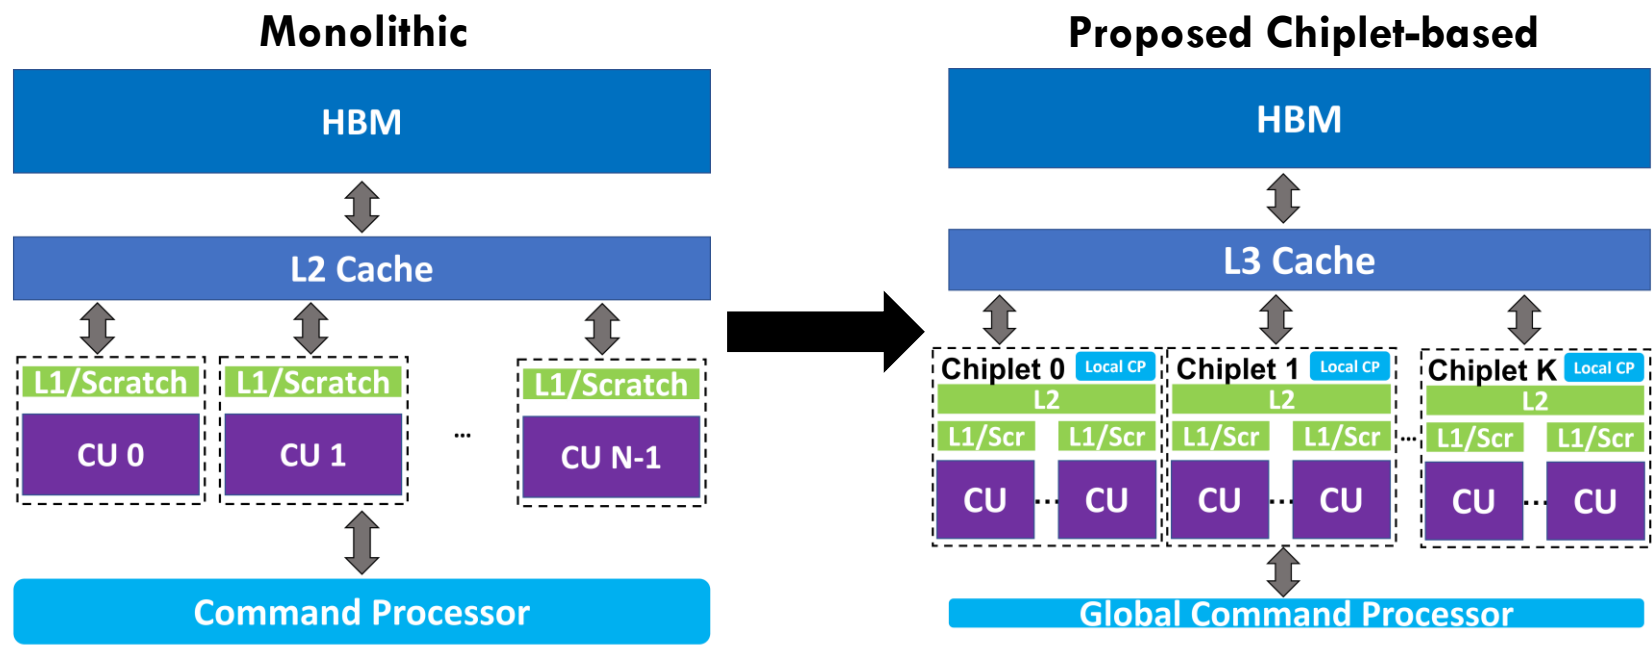 Monolithic
HBM
L2 Cache
L1/Scratch
L1/Scratch
L1/Scratch
CU 0
CU 1
...
CU N-1
Command Processor
Proposed Chiplet-based
HBM
L3 Cache
Chiplet 0 Local CP
L2
L1/Scr L1/Scr
CU ... CU
Chiplet 1 Local CP
L2
L1/Scr L1/Scr
CU ... CU
...
Chiplet K Local CP
L2
L1/Scr L1/Scr
CU ... CU
Global Command Processor